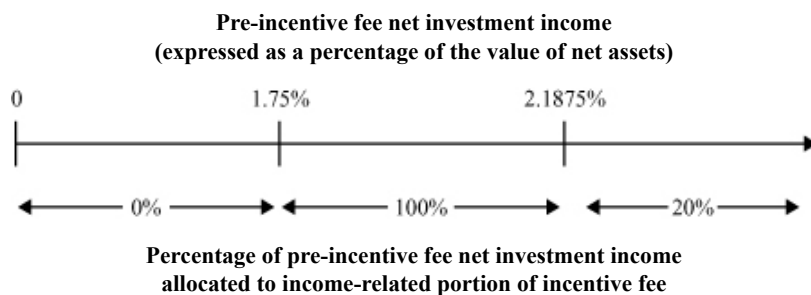 Pre-incentive fee net investment income
(expressed as a percentage of the value of net assets)
0 1.75% 2.1875%
0% 100% 20%
Percentage of pre-incentive fee net investment income
allocated to income-related portion of incentive fee